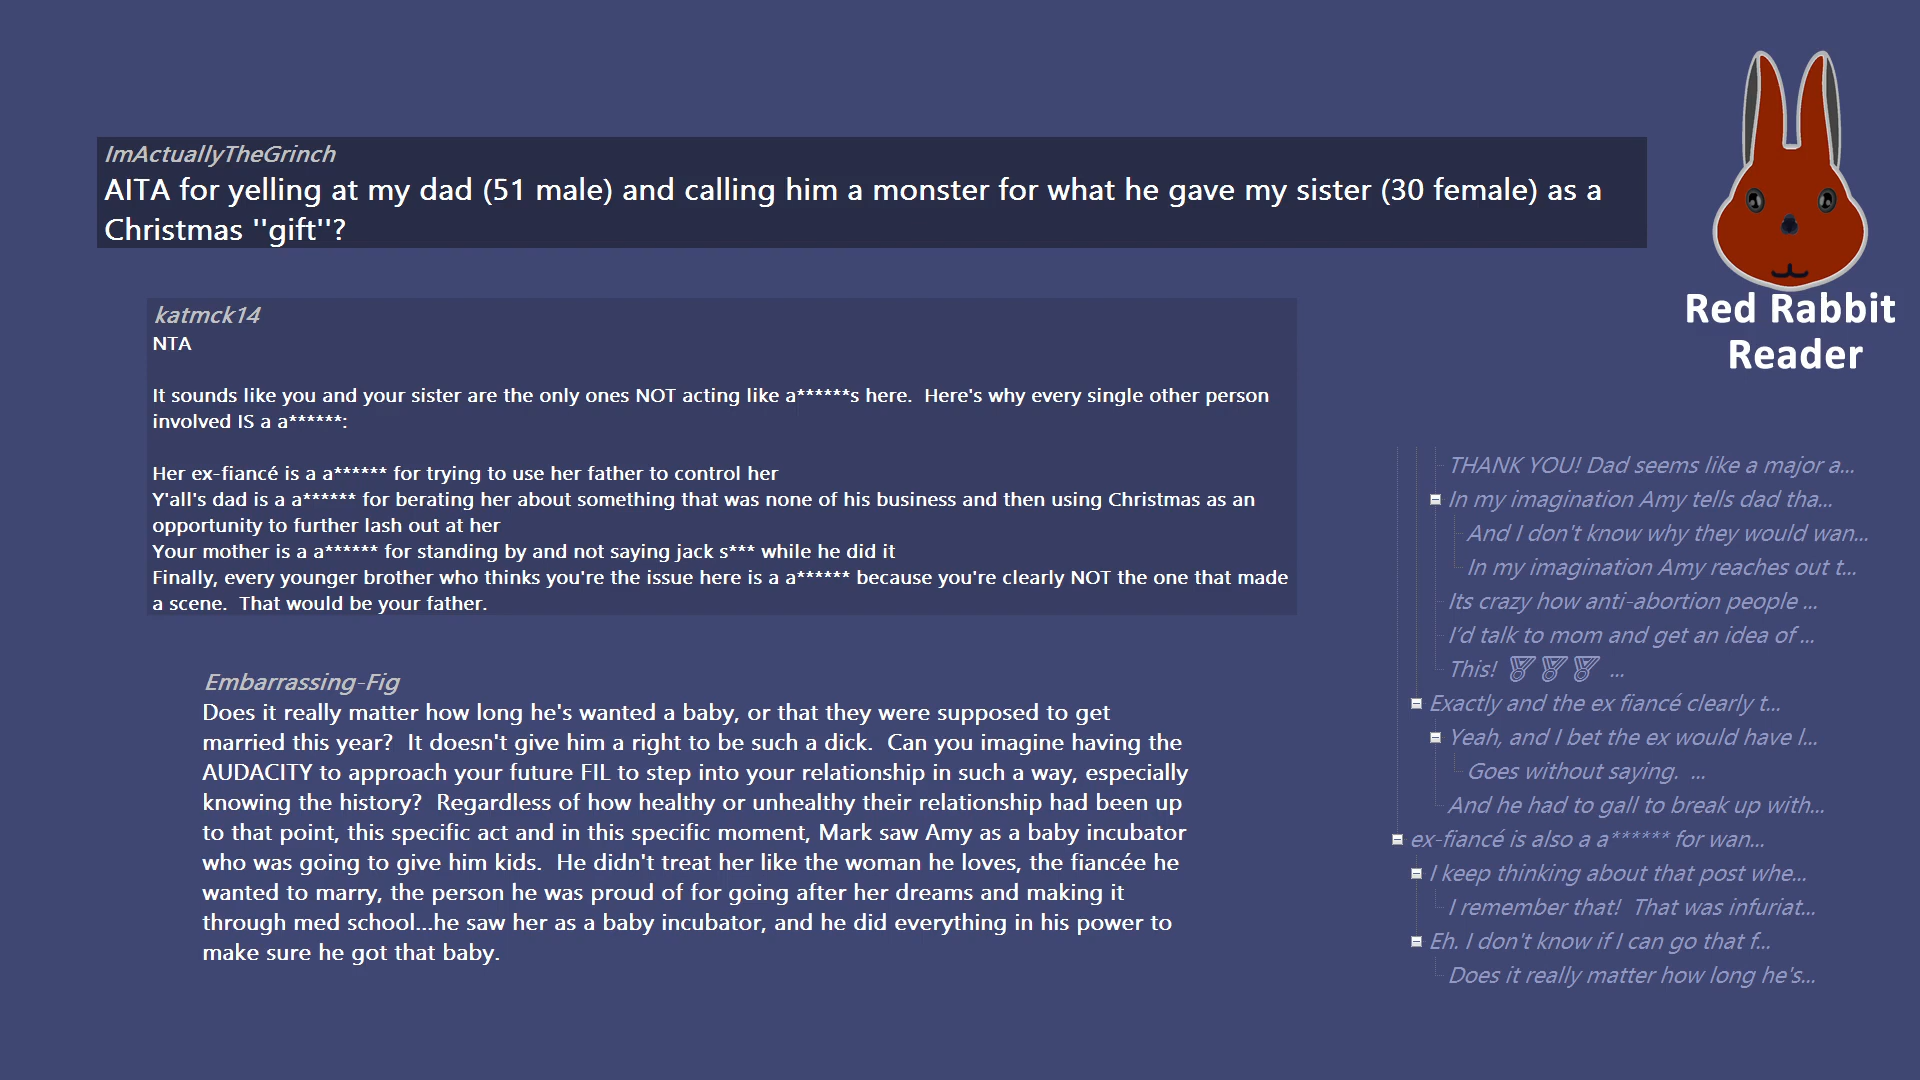 ImActuallyTheGrinch
AITA for yelling at my dad (51 male) and calling him a monster for what he gave my sister (30 female) as a
Christmas ''gift''?
Red Rabbit
Reader
katmck14
NTA
It sounds like you and your sister are the only ones NOT acting like a******s here.  Here's why every single other person
involved IS a a******:
Her ex-fiancé is a a****** for trying to use her father to control her
Y'all's dad is a a****** for berating her about something that was none of his business and then using Christmas as an
opportunity to further lash out at her
Your mother is a a****** for standing by and not saying jack s*** while he did it
Finally, every younger brother who thinks you're the issue here is a a****** because you're clearly NOT the one that made
a scene.  That would be your father.
Embarrassing-Fig
Does it really matter how long he's wanted a baby, or that they were supposed to get
married this year?  It doesn't give him a right to be such a dick.  Can you imagine having the
AUDACITY to approach your future FIL to step into your relationship in such a way, especially
knowing the history?  Regardless of how healthy or unhealthy their relationship had been up
to that point, this specific act and in this specific moment, Mark saw Amy as a baby incubator
who was going to give him kids.  He didn't treat her like the woman he loves, the fiancée he
wanted to marry, the person he was proud of for going after her dreams and making it
through med school...he saw her as a baby incubator, and he did everything in his power to
make sure he got that baby.
THANK YOU! Dad seems like a major a...
In my imagination Amy tells dad tha...
And I don't know why they would wan...
In my imagination Amy reaches out t...
Its crazy how anti-abortion people ...
I'd talk to mom and get an idea of ...
This! 🎖🎖🎖 ...
Exactly and the ex fiancé clearly t...
Yeah, and I bet the ex would have l...
Goes without saying.  ...
And he had to gall to break up with...
ex-fiancé is also a a****** for wan...
I keep thinking about that post whe...
I remember that!  That was infuriat...
Eh. I don't know if I can go that f...
Does it really matter how long he's...